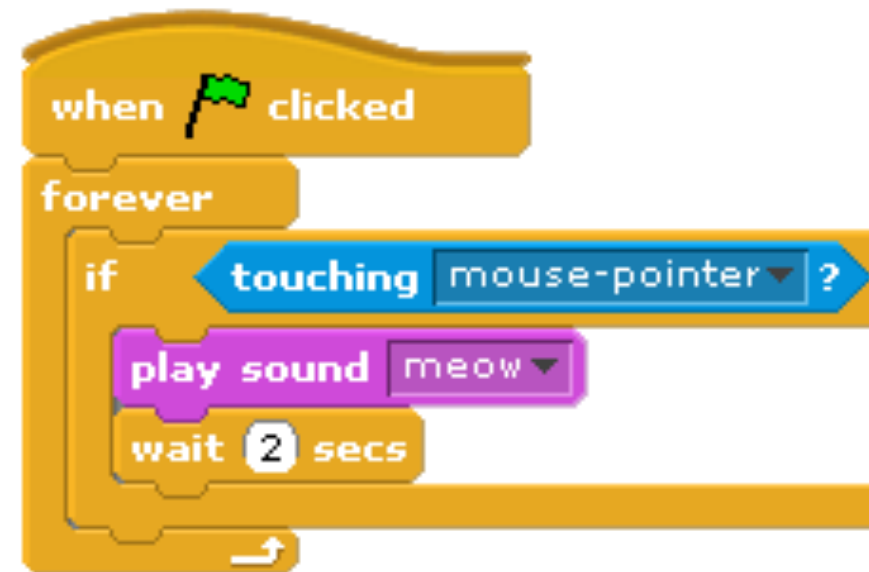 when clicked
forever
if touching mouse-pointer ?
play sound meow
wait 2 secs